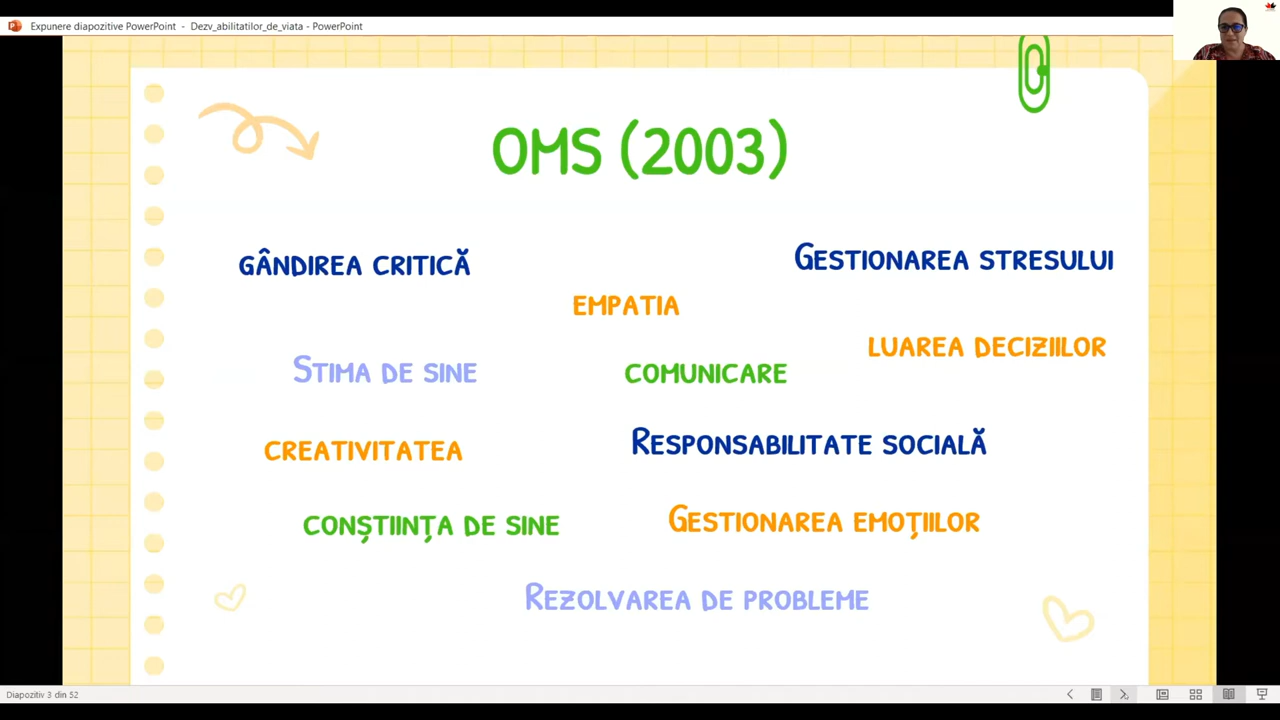 Expunere diapozitive PowerPoint - Dezv_abilitatilor_de_viata - PowerPoint
OMS (2003)
GÂNDIREA CRITICĂ
GESTIONAREA STRESULUI
EMPATIA
LUAREA DECIZIILOR
STIMA DE SINE
COMUNICARE
CREATIVITATEA
RESPONSABILITATE SOCIALĂ
CONȘTIINȚA DE SINE
GESTIONAREA EMOȚIILOR
REZOLVAREA DE PROBLEME
Diapozitiv 3 din 52